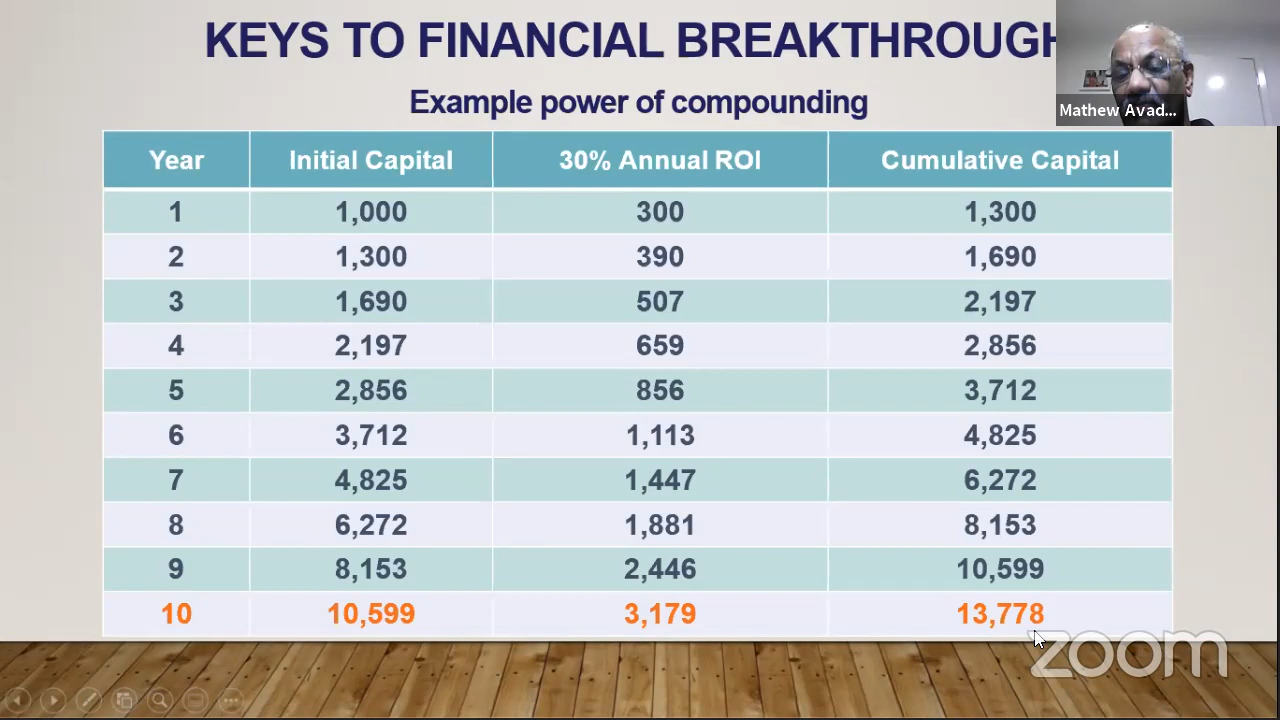 KEYS TO FINANCIAL BREAKTHROUGH
Example power of compounding
Mathew Avad...
Year Initial Capital 30% Annual ROI Cumulative Capital
1 1,000 300 1,300
2 1,300 390 1,690
3 1,690 507 2,197
4 2,197 659 2,856
5 2,856 856 3,712
6 3,712 1,113 4,825
7 4,825 1,447 6,272
8 6,272 1,881 8,153
9 8,153 2,446 10,599
10 10,599 3,179 13,778
zoom